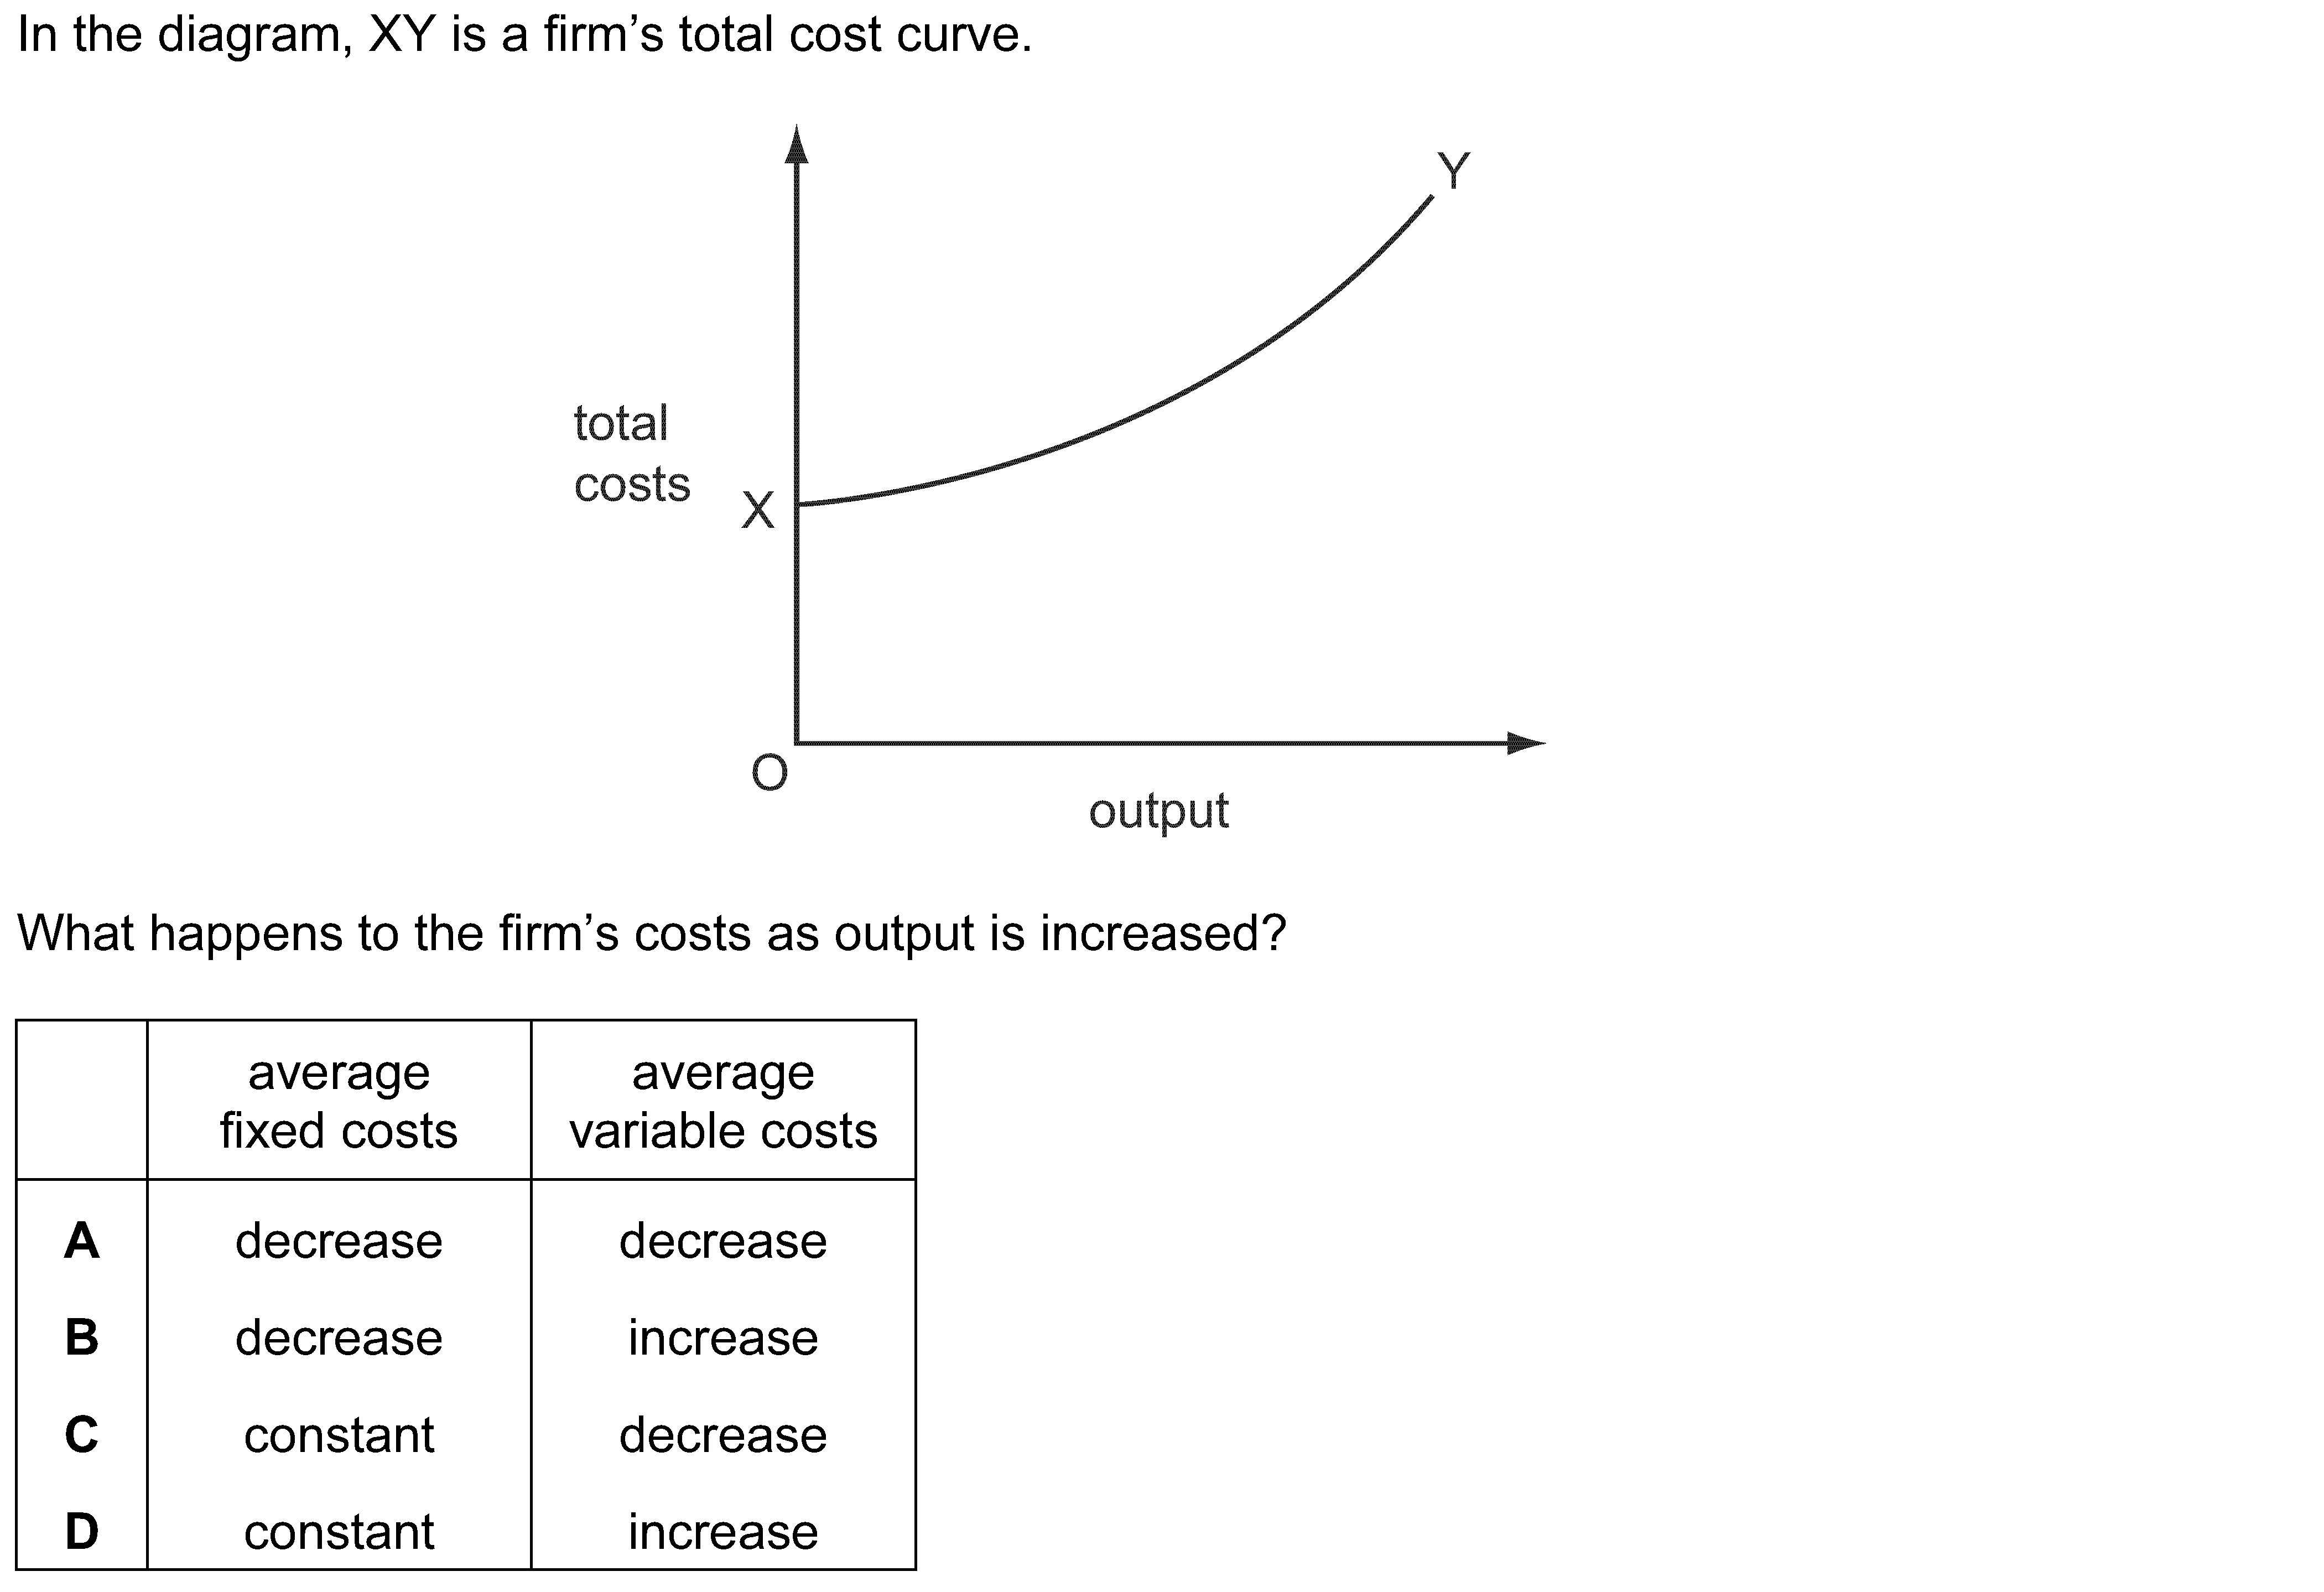 In the diagram, XY is a firm’s total cost curve.
Y
total
costs
X
O
output
What happens to the firm’s costs as output is increased?
average
fixed costs
average
variable costs
A decrease decrease
B decrease increase
C constant decrease
D constant increase